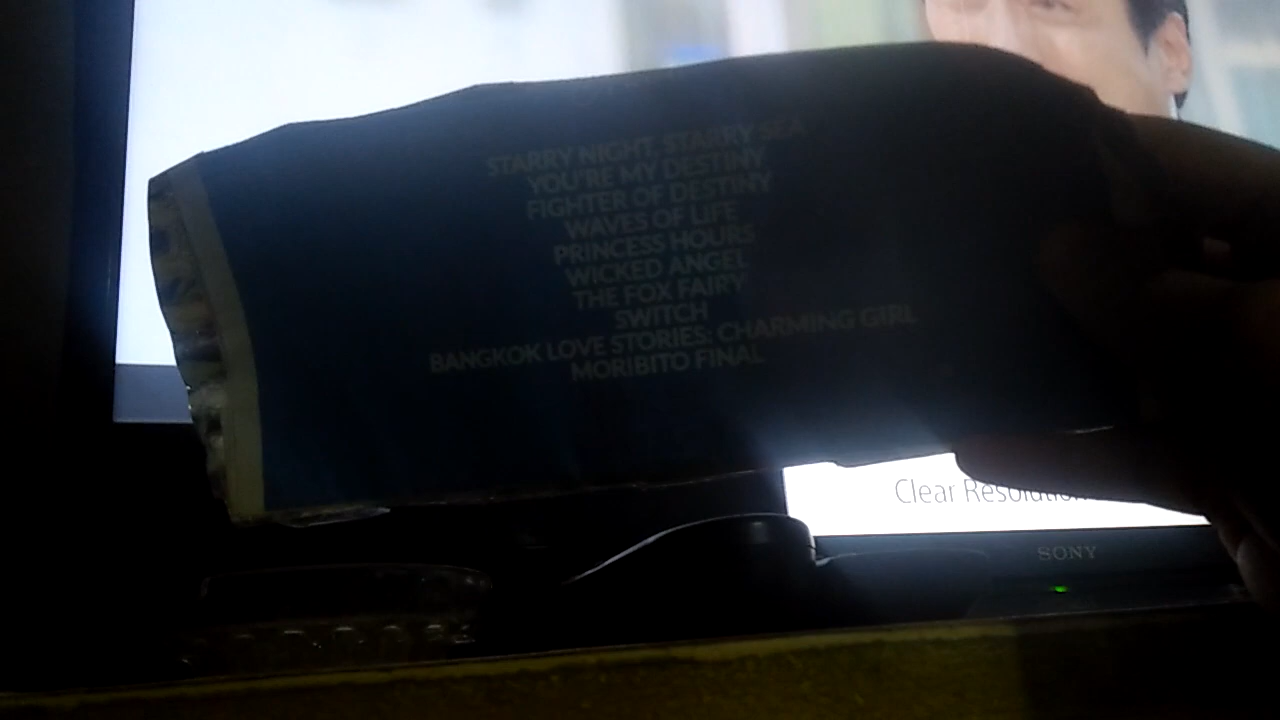 STARRY NIGHT, STARRY SEA
YOU'RE MY DESTINY
FIGHTER OF DESTINY
WAVES OF LIFE
PRINCESS HOURS
WICKED ANGEL
THE FOX FAIRY
SWITCH
BANGKOK LOVE STORIES: CHARMING GIRL
MORIBITO FINAL
Clear Resolution
SONY